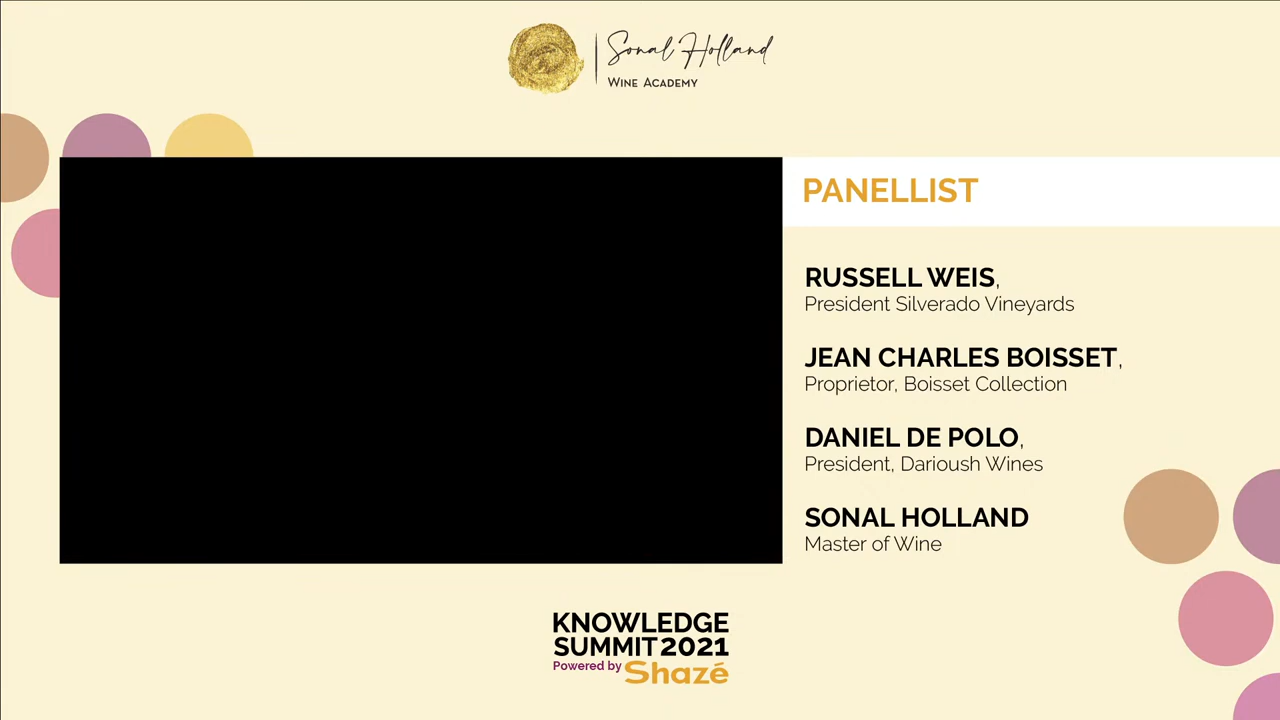 Sonal Holland
WINE ACADEMY
PANELLIST
RUSSELL WEIS,
President Silverado Vineyards
JEAN CHARLES BOISSET,
Proprietor, Boisset Collection
DANIEL DE POLO,
President, Darioush Wines
SONAL HOLLAND
Master of Wine
KNOWLEDGE
SUMMIT 2021
Powered by Shazé